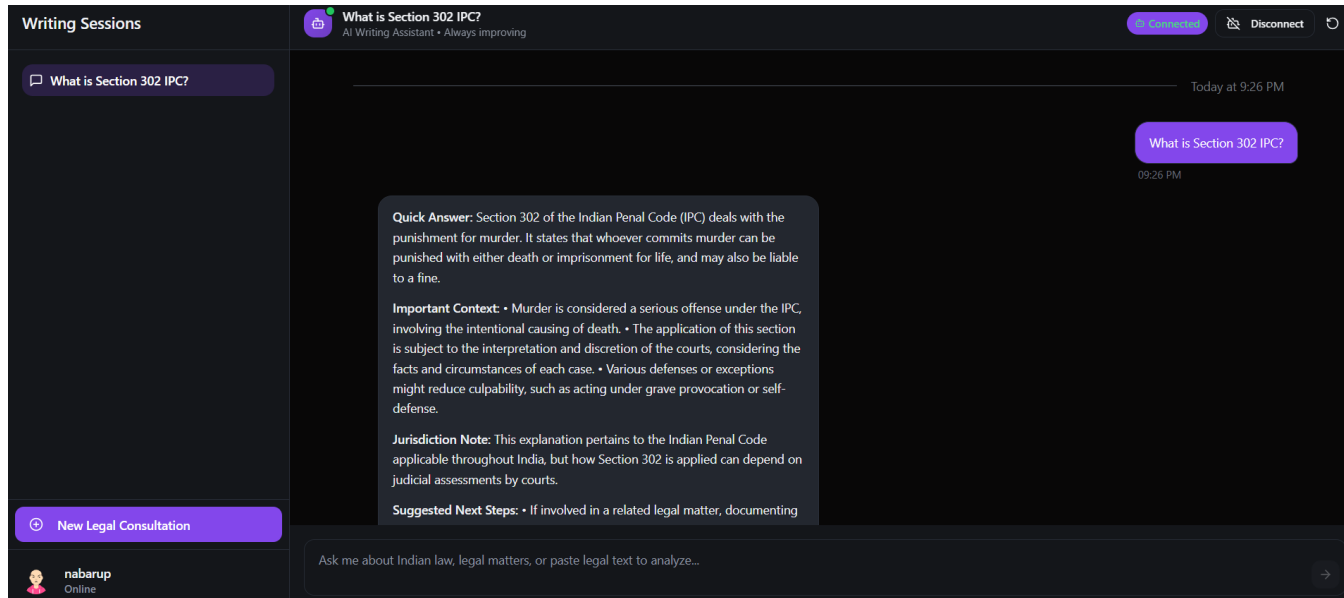 Writing Sessions
What is Section 302 IPC?
New Legal Consultation
nabarup
Online
What is Section 302 IPC?
AI Writing Assistant • Always improving
Connected
Disconnect
Today at 9:26 PM
What is Section 302 IPC?
09:26 PM
Quick Answer: Section 302 of the Indian Penal Code (IPC) deals with the
punishment for murder. It states that whoever commits murder can be
punished with either death or imprisonment for life, and may also be liable
to a fine.
Important Context: • Murder is considered a serious offense under the IPC,
involving the intentional causing of death. • The application of this section
is subject to the interpretation and discretion of the courts, considering the
facts and circumstances of each case. • Various defenses or exceptions
might reduce culpability, such as acting under grave provocation or self-
defense.
Jurisdiction Note: This explanation pertains to the Indian Penal Code
applicable throughout India, but how Section 302 is applied can depend on
judicial assessments by courts.
Suggested Next Steps: • If involved in a related legal matter, documenting
Ask me about Indian law, legal matters, or paste legal text to analyze...